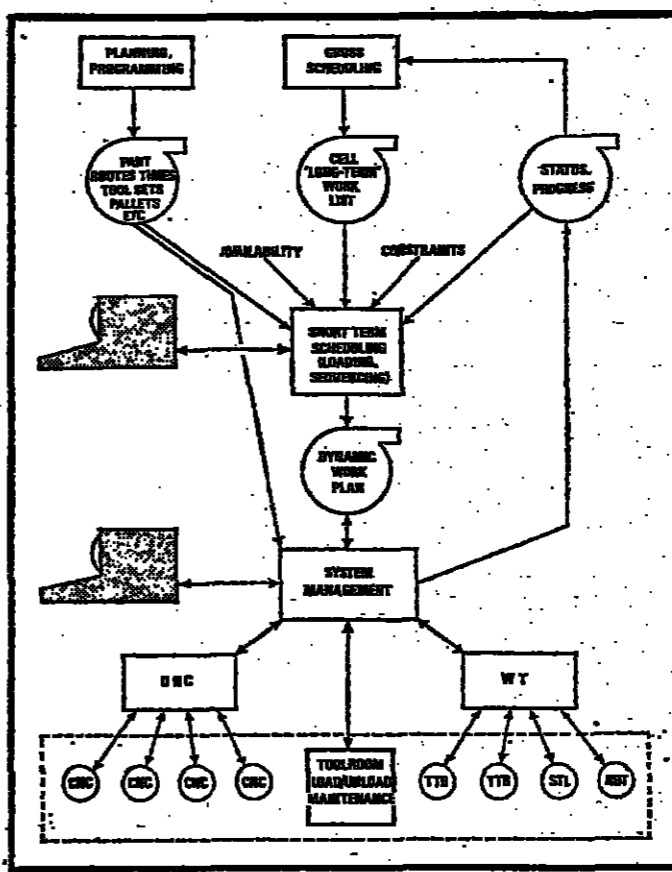 PLANNING,
PROGRAMMING
GROSS
SCHEDULING
PART
ROUTES TIMES
TOOL SETS
PALLETS
ETC
CELL
"LONG-TERM"
WORK
LIST
STATUS,
PROGRESS
AVAILABILITY
CONSTRAINTS
SHORT TERM
SCHEDULING
(LOADING,
SEQUENCING)
DYNAMIC
WORK
PLAN
SYSTEM
MANAGEMENT
DNC
WT
CNC
CNC
CNC
CNC
TOOLROOM
LOAD/UNLOAD
MAINTENANCE
TTB
TTB
STL